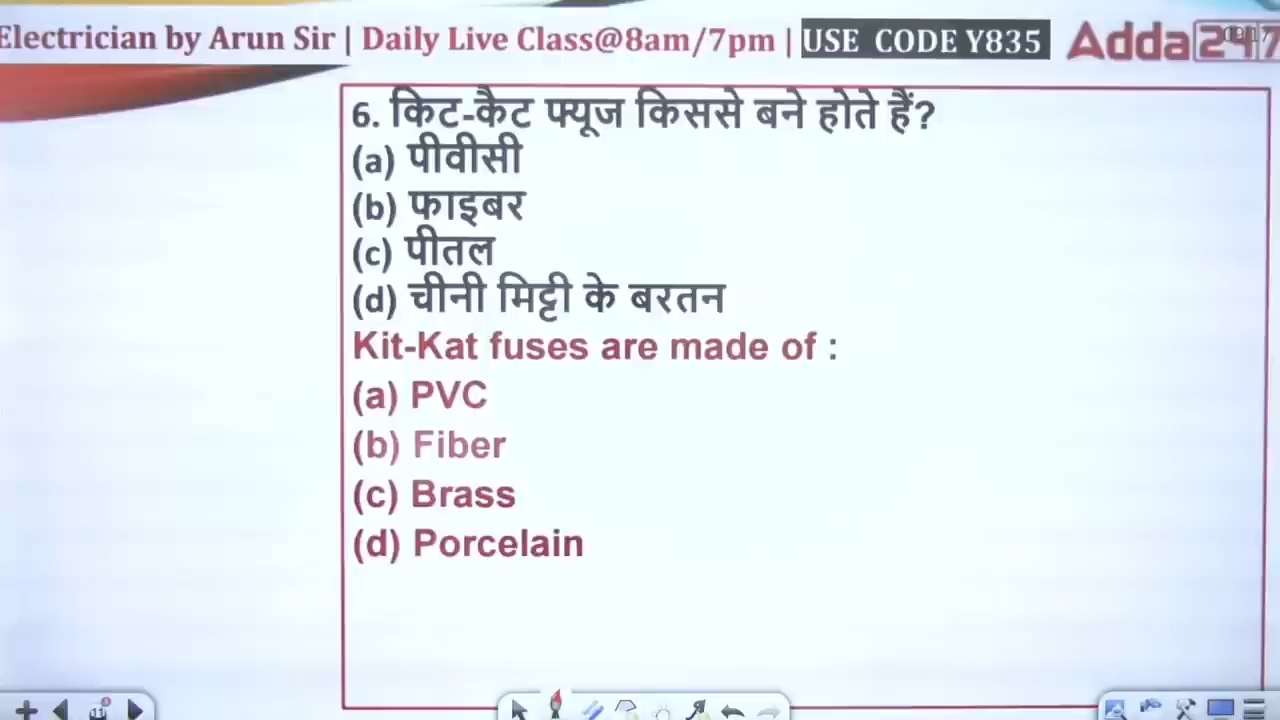 Electrician by Arun Sir | Daily Live Class@8am/7pm | USE CODE Y835 Adda247
6. किट-कैट फ्यूज किससे बने होते हैं?
(a) पीवीसी
(b) फाइबर
(c) पीतल
(d) चीनी मिट्टी के बरतन
Kit-Kat fuses are made of :
(a) PVC
(b) Fiber
(c) Brass
(d) Porcelain